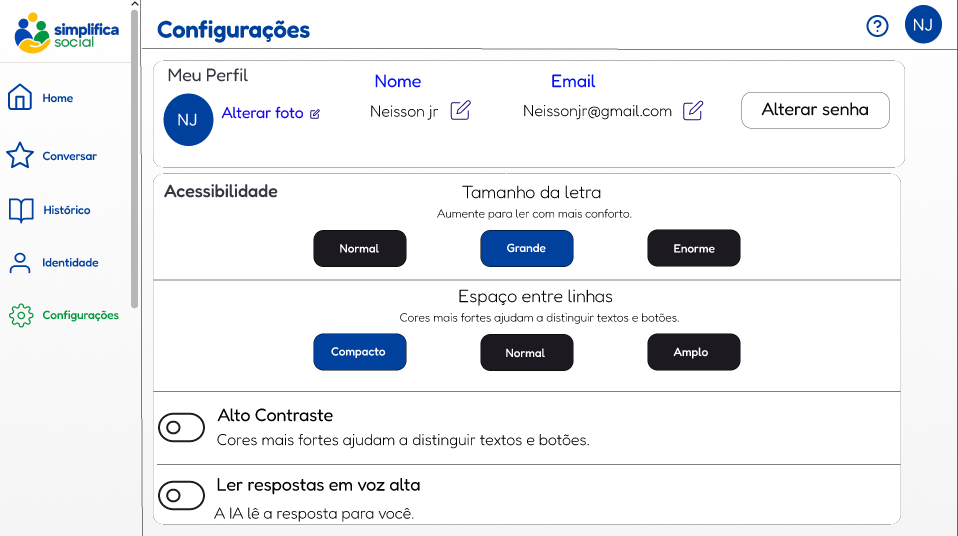 simplifica
social
Home
Conversar
Histórico
Identidade
Configurações
Configurações
?
NJ
Meu Perfil
NJ
Alterar foto
Nome
Neisson jr
Email
Neissonjr@gmail.com
Alterar senha
Acessibilidade
Tamanho da letra
Aumente para ler com mais conforto.
Normal
Grande
Enorme
Espaço entre linhas
Cores mais fortes ajudam a distinguir textos e botões.
Compacto
Normal
Amplo
Alto Contraste
Cores mais fortes ajudam a distinguir textos e botões.
Ler respostas em voz alta
A IA lê a resposta para você.